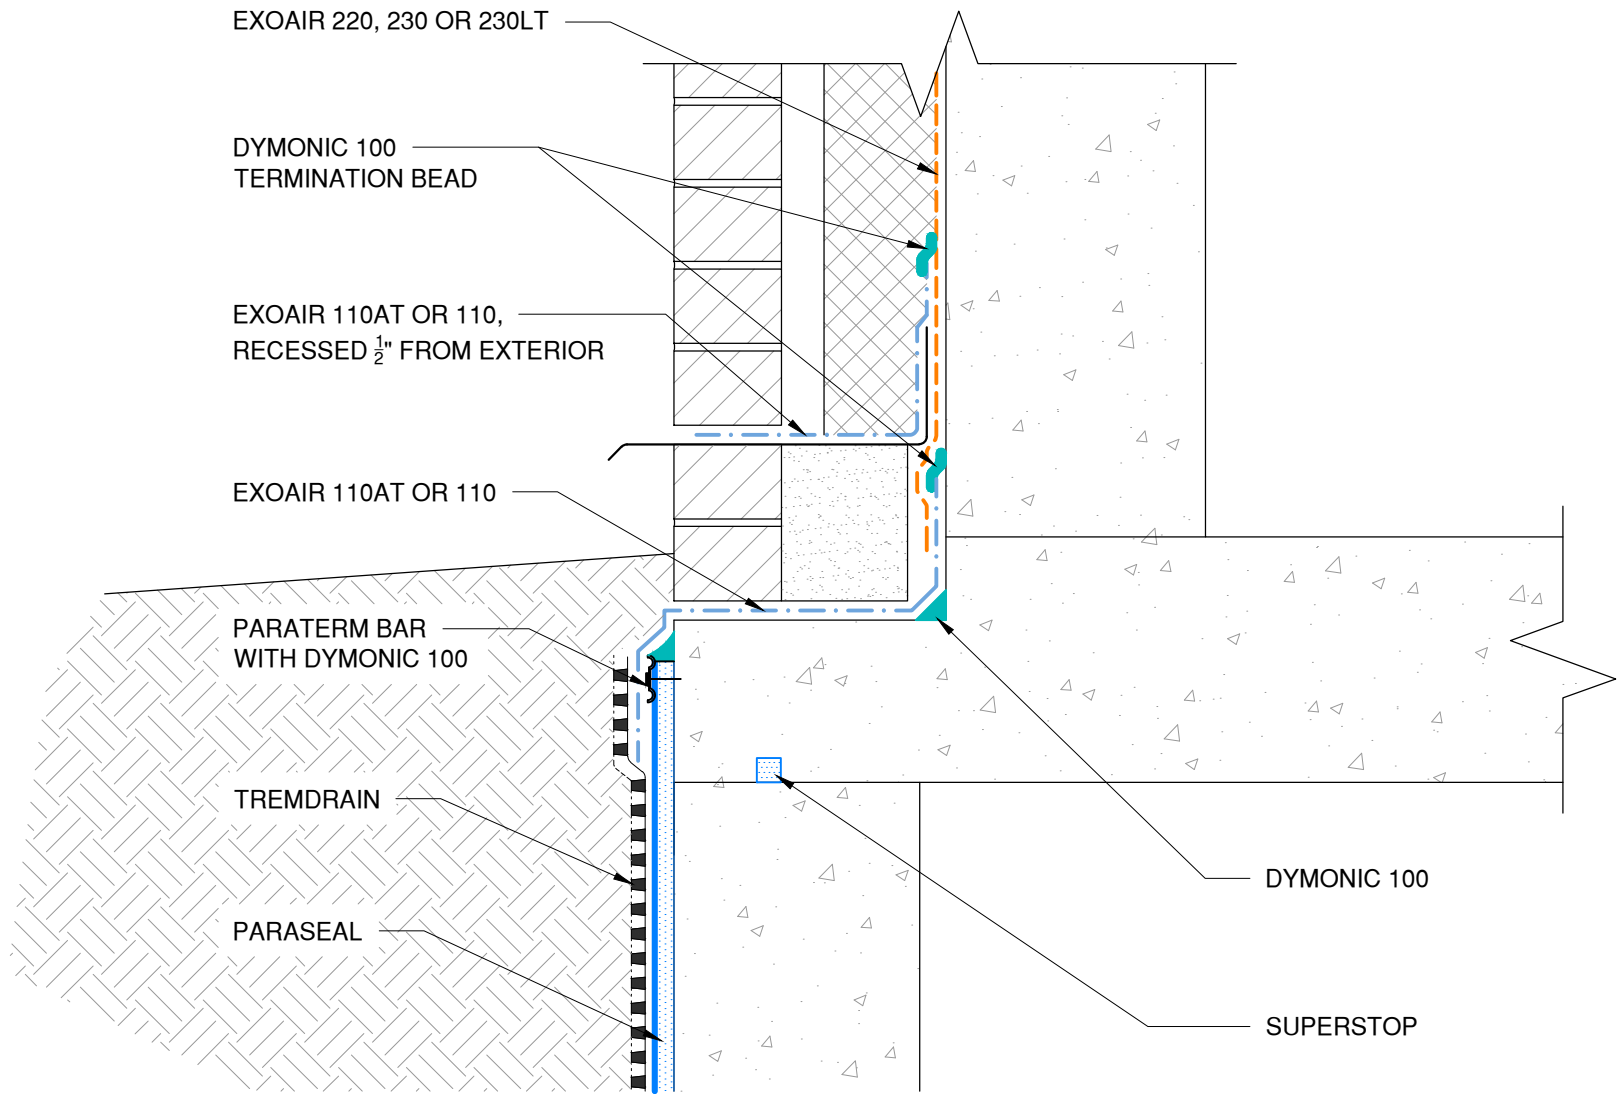 EXOAIR 220, 230 OR 230LT
DYMONIC 100
TERMINATION BEAD
EXOAIR 110AT OR 110,
RECESSED 1/2" FROM EXTERIOR
EXOAIR 110AT OR 110
PARATERM BAR
WITH DYMONIC 100
TREMDRAIN
PARASEAL
DYMONIC 100
SUPERSTOP